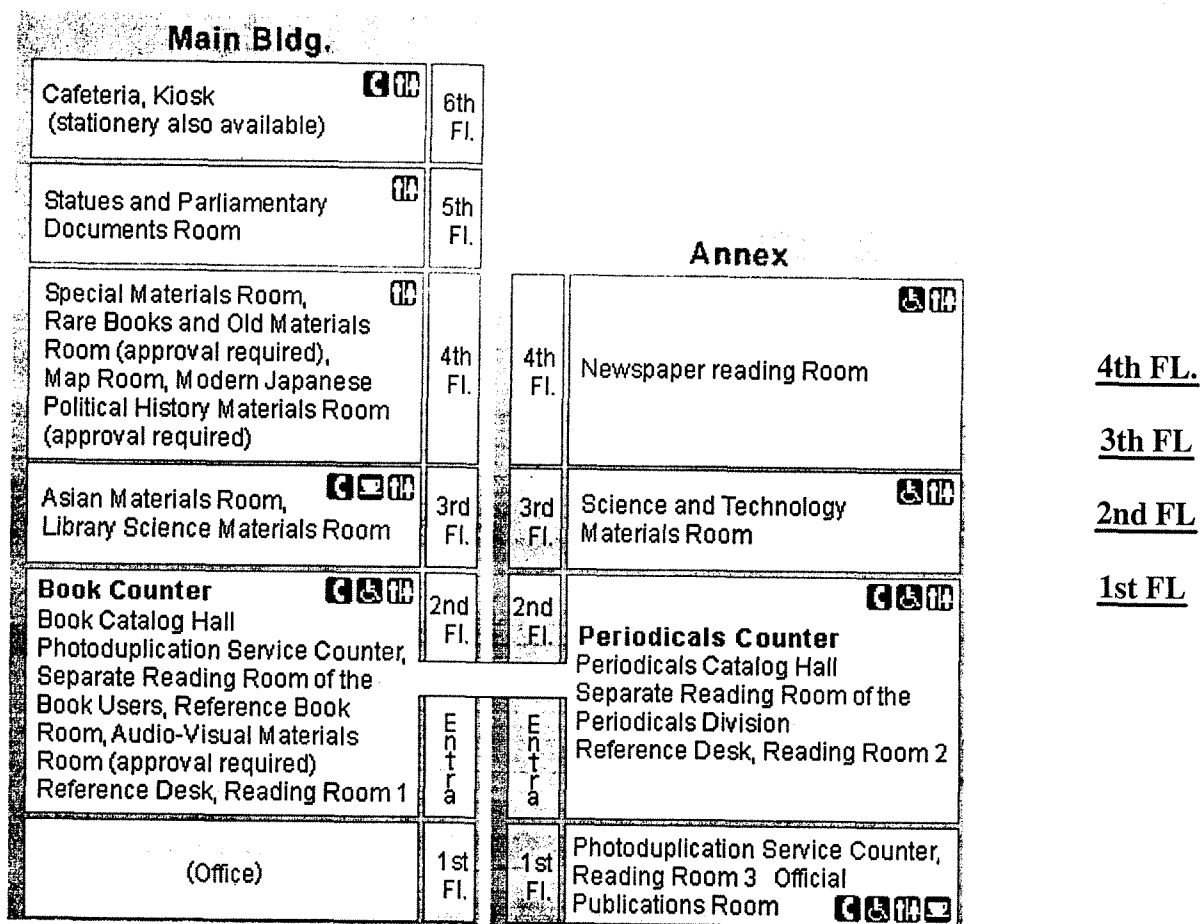 Main Bldg.
Cafeteria, Kiosk
(stationery also available)
6th
Fl.
Statues and Parliamentary
Documents Room
5th
Fl.
Special Materials Room,
Rare Books and Old Materials
Room (approval required),
Map Room, Modern Japanese
Political History Materials Room
(approval required)
4th
Fl.
Asian Materials Room,
Library Science Materials Room
3rd
Fl.
Book Counter
Book Catalog Hall
Photoduplication Service Counter,
Separate Reading Room of the
Book Users, Reference Book
Room, Audio-Visual Materials
Room (approval required)
Reference Desk, Reading Room 1
2nd
Fl.
Entra
(Office)
1st
Fl.
Annex
4th
Fl.
Newspaper reading Room
3rd
Fl.
Science and Technology
Materials Room
2nd
Fl.
Entra
Periodicals Counter
Periodicals Catalog Hall
Separate Reading Room of the
Periodicals Division
Reference Desk, Reading Room 2
1st
Fl.
Photoduplication Service Counter,
Reading Room 3 Official
Publications Room
4th FL.
3th FL
2nd FL
1st FL